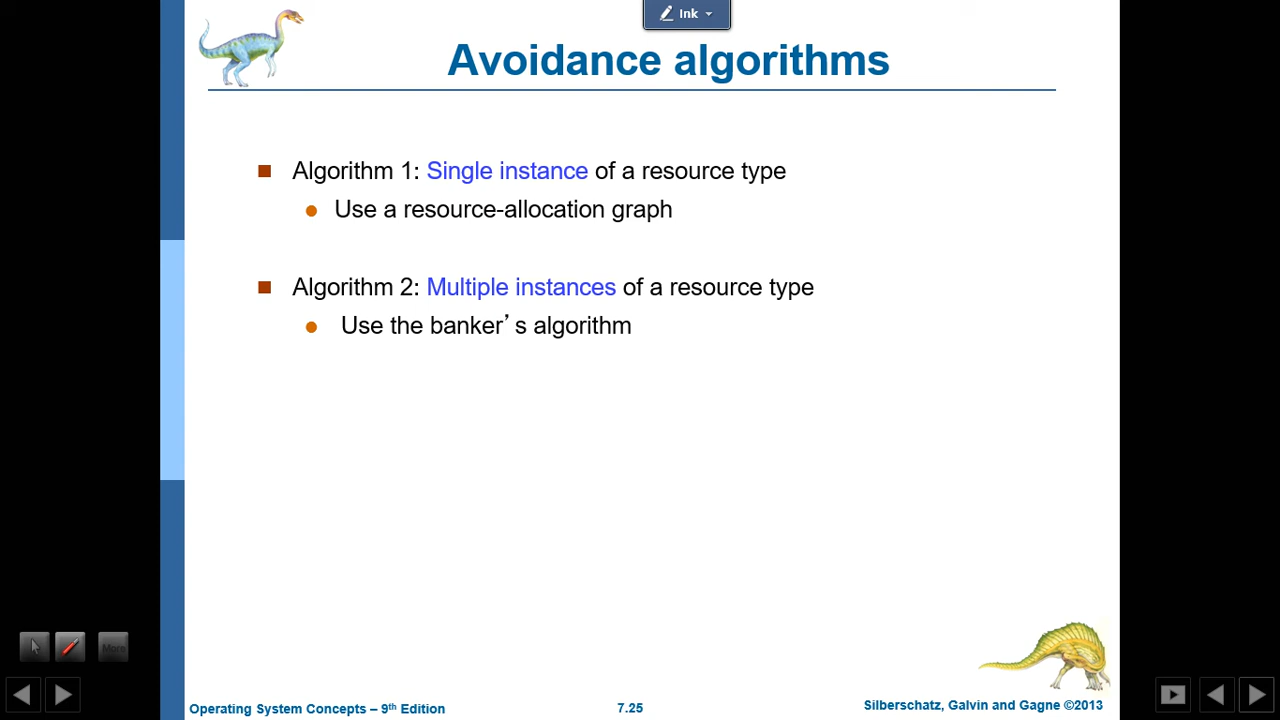 Ink
Avoidance algorithms
Algorithm 1: Single instance of a resource type
Use a resource-allocation graph
Algorithm 2: Multiple instances of a resource type
Use the banker’s algorithm
More
Operating System Concepts – 9th Edition
7.25
Silberschatz, Galvin and Gagne ©2013